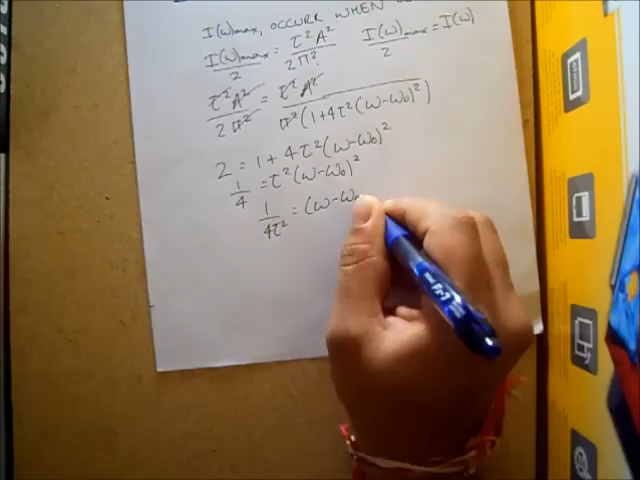 I(ω)max, OCCURR WHEN
I(ω)max/2 = τ²A²/2π² I(ω)max/2 = I(ω)
τ²A²/2π² = τ²A²/π²(1+4τ²(ω-ω₀)²)
2 = 1 + 4τ²(ω-ω₀)²
1/4 = τ²(ω-ω₀)²
1/4τ² = (ω-ω₀